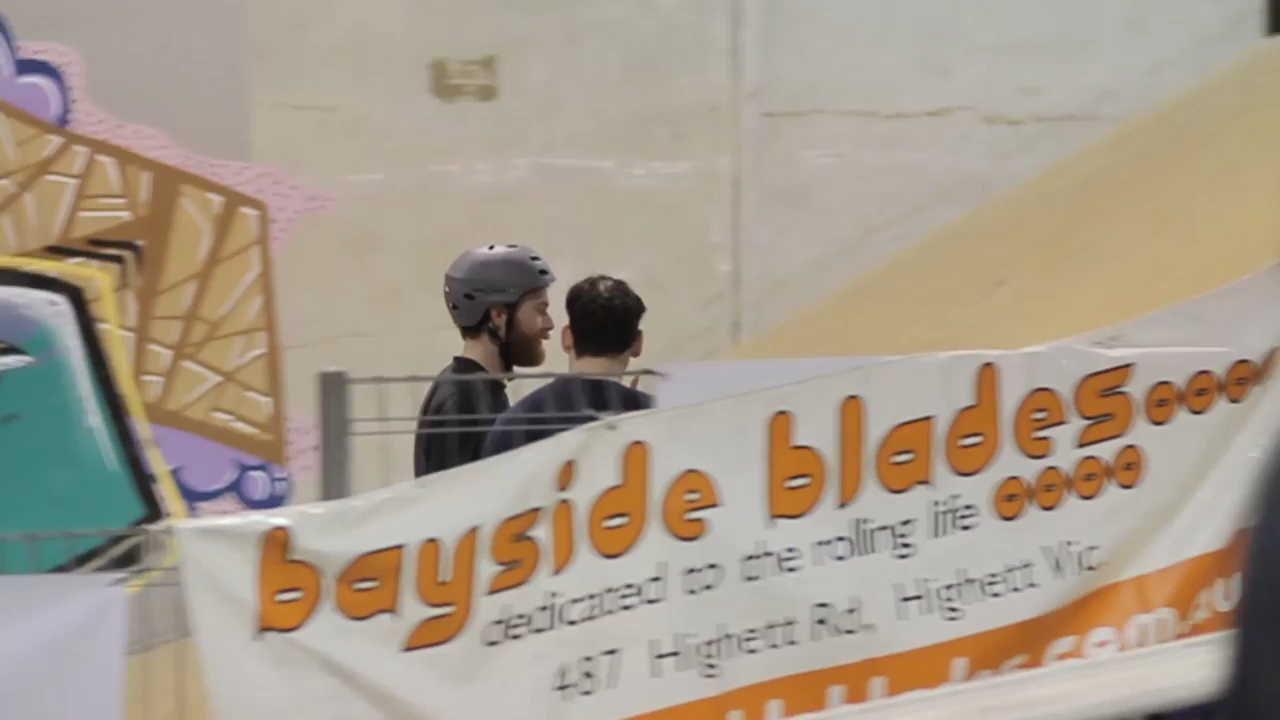 bayside blades
dedicated to the rolling life
487 Highett Rd., Highett Vic.